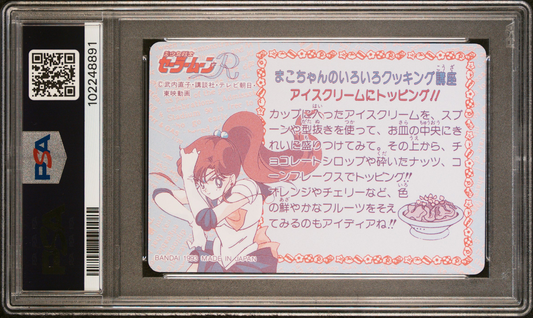 102248891
PSA
美少女戦士
セーラームーンR
©武内直子・講談社・テレビ朝日・
東映動画
まこちゃんのいろいろクッキング講座
アイスクリームにトッピング!!
カップに入ったアイスクリームを、スプ
ーンや型抜きを使って、お皿の中央にき
れいに盛りつけてみて。その上から、チ
ョコレートシロップや砕いたナッツ、コ
ーンフレークスでトッピング!!
オレンジやチェリーなど、色
の鮮やかなフルーツをそえ
てみるのもアイディアね!!
M. BANDAI 1993 MADE IN JAPAN